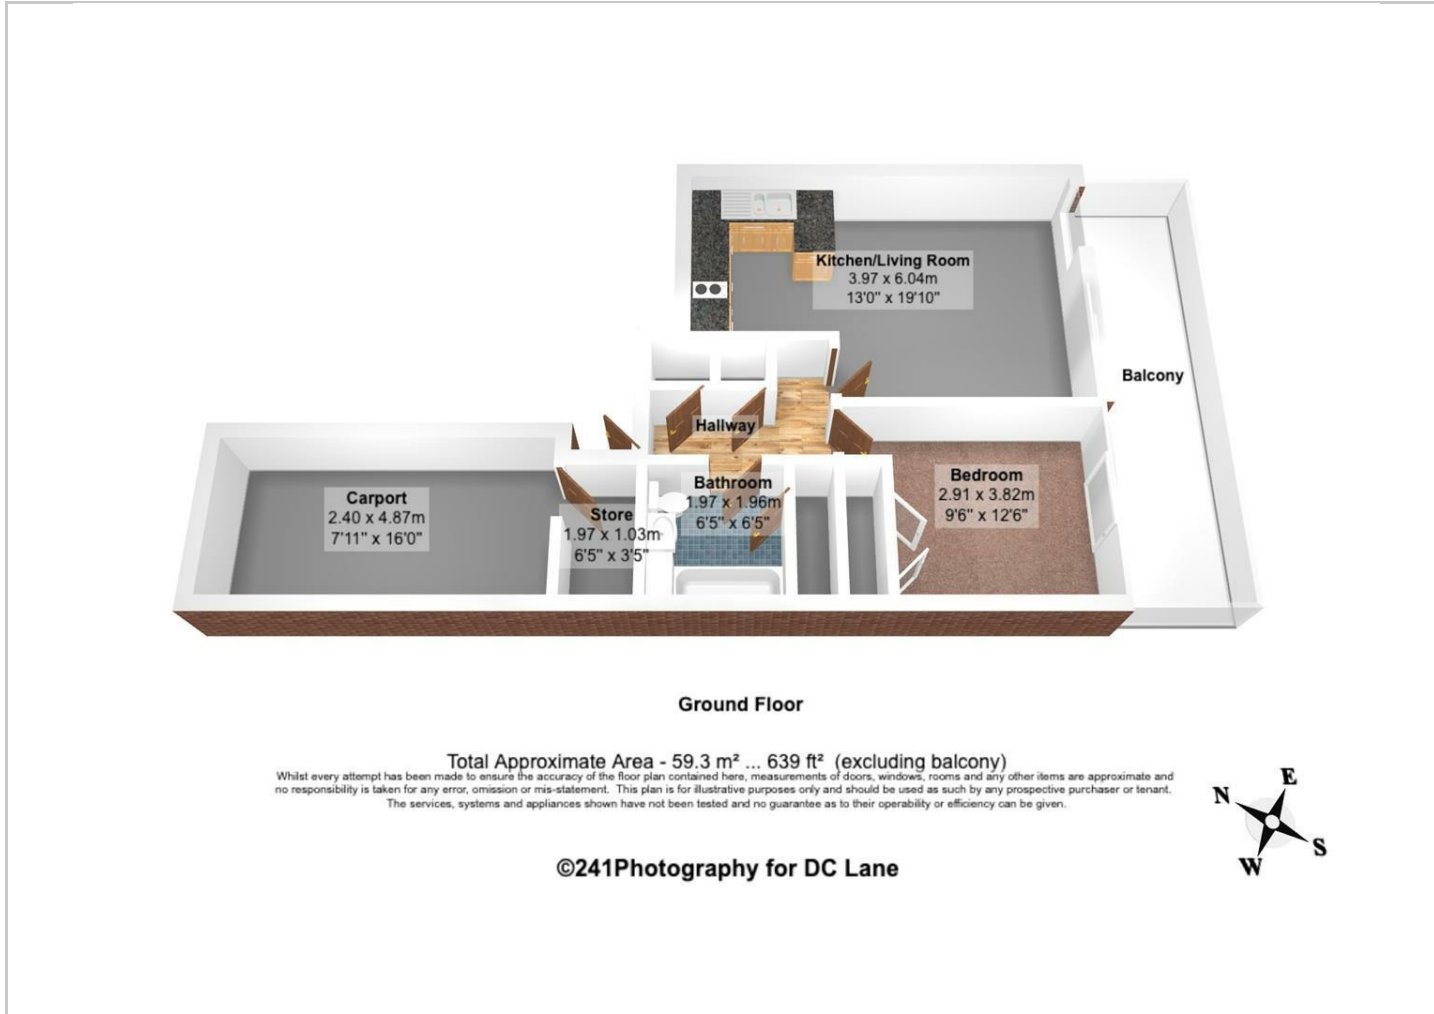 Kitchen/Living Room
3.97 x 6.04m
13'0" x 19'10"
Balcony
Hallway
Bedroom
2.91 x 3.82m
9'6" x 12'6"
Bathroom
1.97 x 1.96m
6'5" x 6'5"
Carport
2.40 x 4.87m
7'11" x 16'0"
Store
1.97 x 1.03m
6'5" x 3'5"
Ground Floor
Total Approximate Area - 59.3 m² ... 639 ft² (excluding balcony)
Whilst every attempt has been made to ensure the accuracy of the floor plan contained here, measurements of doors, windows, rooms and any other items are approximate and
no responsibility is taken for any error, omission or mis-statement. This plan is for illustrative purposes only and should be used as such by any prospective purchaser or tenant.
The services, systems and appliances shown have not been tested and no guarantee as to their operability or efficiency can be given.
E
N
S
W
©241Photography for DC Lane